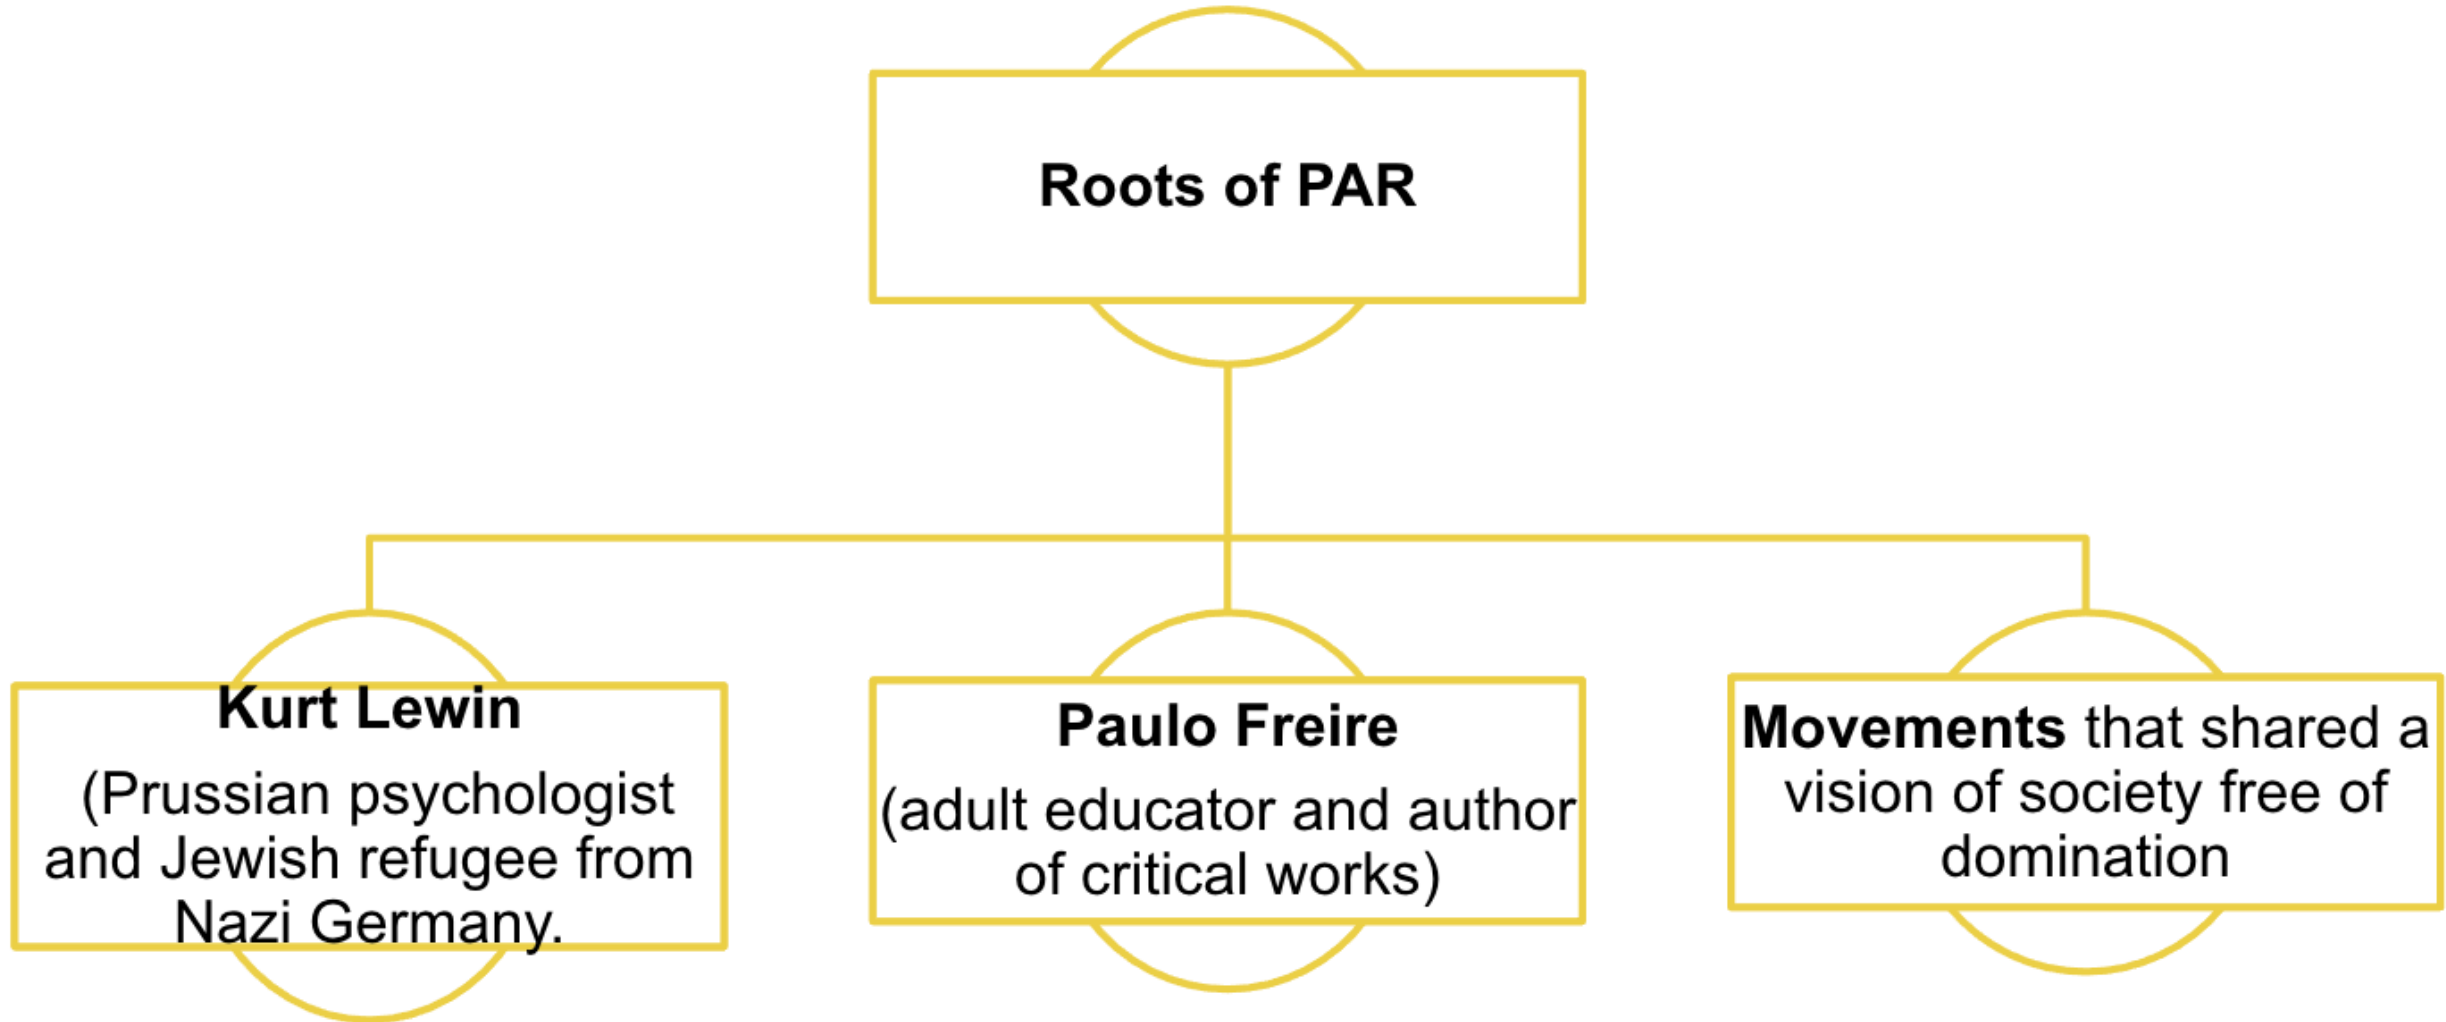 Roots of PAR
Kurt Lewin
(Prussian psychologist
and Jewish refugee from
Nazi Germany.
Paulo Freire
(adult educator and author
of critical works)
Movements that shared a
vision of society free of
domination